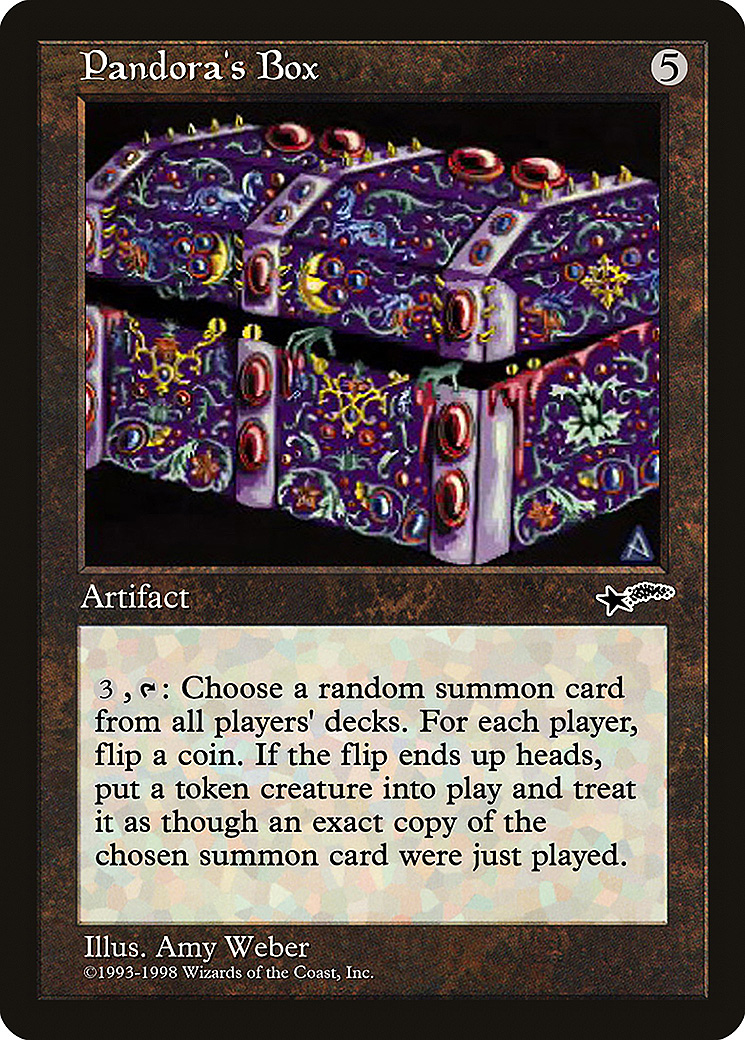 Pandora's Box
5
A
Artifact
3 , : Choose a random summon card
from all players' decks. For each player,
flip a coin. If the flip ends up heads,
put a token creature into play and treat
it as though an exact copy of the
chosen summon card were just played.
Illus. Amy Weber
©1993-1998 Wizards of the Coast, Inc.